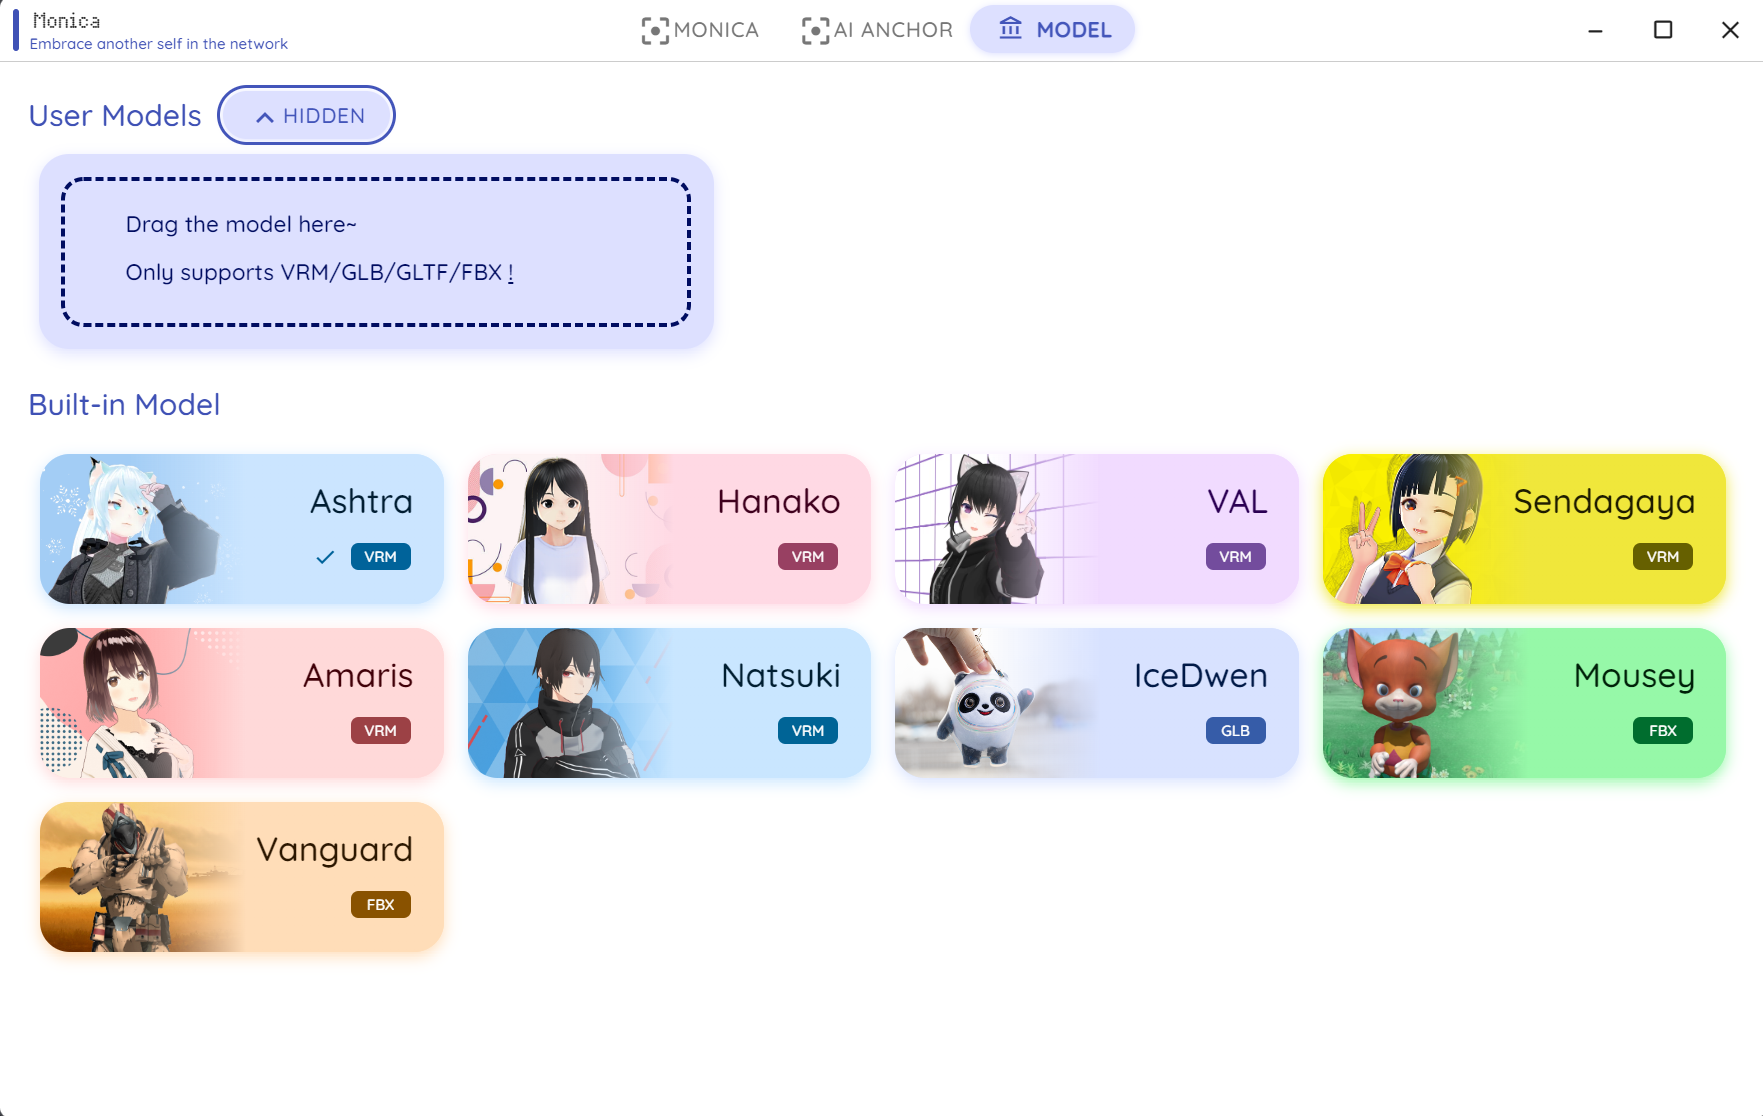 Monica
Embrace another self in the network
MONICA
AI ANCHOR
MODEL
User Models
HIDDEN
Drag the model here~
Only supports VRM/GLB/GLTF/FBX !
Built-in Model
Ashtra
VRM
Hanako
VRM
VAL
VRM
Sendagaya
VRM
Amaris
VRM
Natsuki
VRM
IceDwen
GLB
Mousey
FBX
Vanguard
FBX